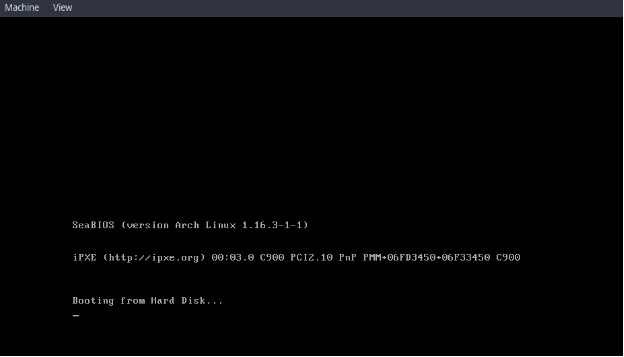 Machine View
SeaBIOS (version Arch Linux 1.16.3-1-1)
iPXE (http://ipxe.org) 00:03.0 C900 PCI2.10 PnP PMM+06FD3450+06F33450 C900
Booting from Hard Disk...